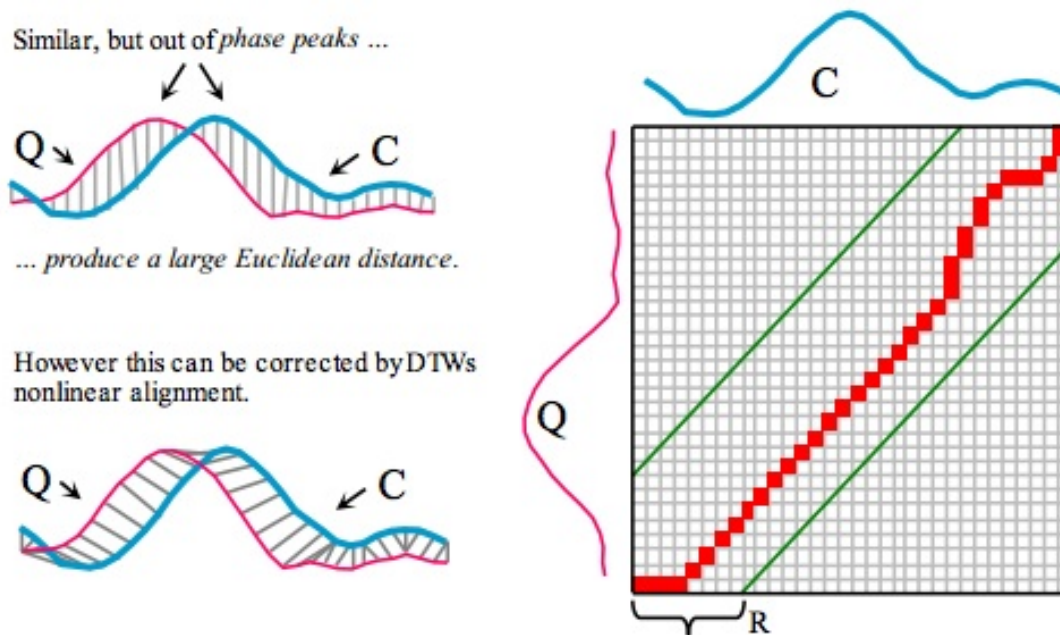 Similar, but out of phase peaks ...
Q
C
... produce a large Euclidean distance.
However this can be corrected by DTWs
nonlinear alignment.
Q
C
C
Q
R